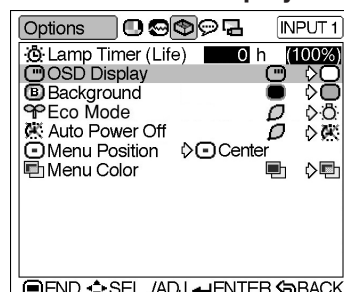 Options INPUT 1
Lamp Timer (Life) 0 h (100%)
OSD Display
B Background
Eco Mode
Auto Power Off
Menu Position Center
Menu Color
END SEL./ADJ. ENTER BACK